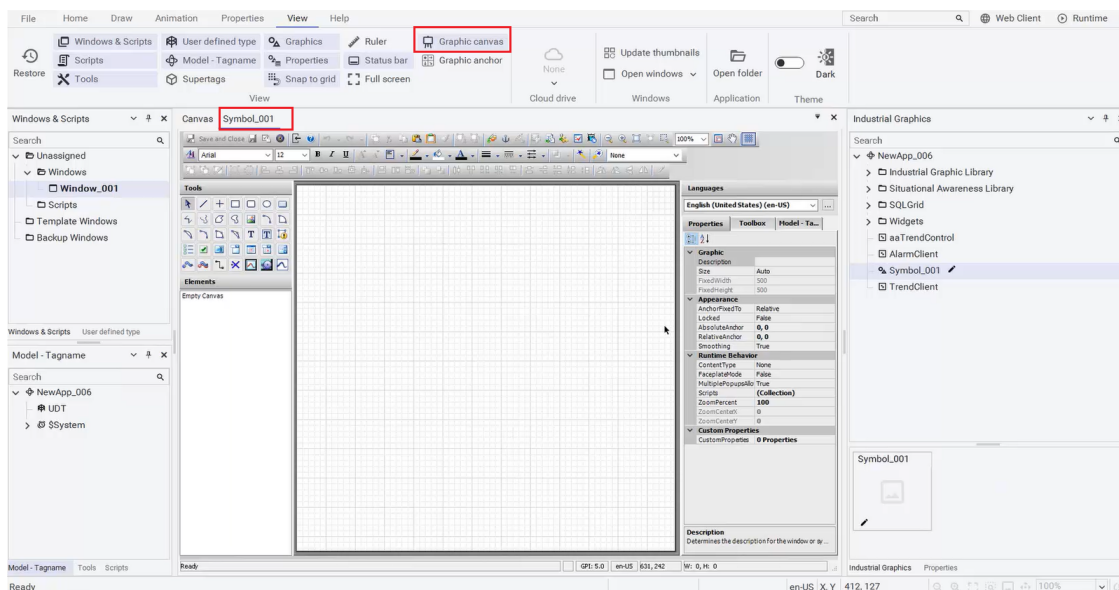 File Home Draw Animation Properties View Help Search Web Client Runtime
Restore
Windows & Scripts User defined type Graphics Ruler Graphic canvas
Scripts Model - Tagname Properties Status bar Graphic anchor
Tools Supertags Snap to grid Full screen
View
None
Cloud drive
Update thumbnails
Open windows
Windows
Open folder
Application
Dark
Theme
Windows & Scripts
Search
Unassigned
Windows
Window_001
Scripts
Template Windows
Backup Windows
Windows & Scripts User defined type
Model - Tagname
Search
NewApp_006
UDT
$System
Model - Tagname Tools Scripts
Canvas Symbol_001
Save and Close 100%
Arial 12 B I U None
Tools
Elements
Empty Canvas
Languages
English (United States) (en-US) ...
Properties Toolbox Model - Ta...
Graphic
Description
Size Auto
FixedWidth 500
FixedHeight 500
Appearance
AnchorFixedTo Relative
Locked False
AbsoluteAnchor 0, 0
RelativeAnchor 0, 0
Smoothing True
Runtime Behavior
ContentType None
FaceplateMode False
MultiplePopupsAllo True
Scripts (Collection)
ZoomPercent 100
ZoomCenterX 0
ZoomCenterY 0
Custom Properties
CustomProperties 0 Properties
Description
Determines the description for the window or sy ...
Ready GPI: 5.0 en-US 631, 242 W: 0, H: 0
Industrial Graphics
Search
NewApp_006
Industrial Graphic Library
Situational Awareness Library
SQLGrid
Widgets
aaTrendControl
AlarmClient
Symbol_001
TrendClient
Symbol_001
Industrial Graphics Properties
Ready en-US X, Y 412, 127 100%